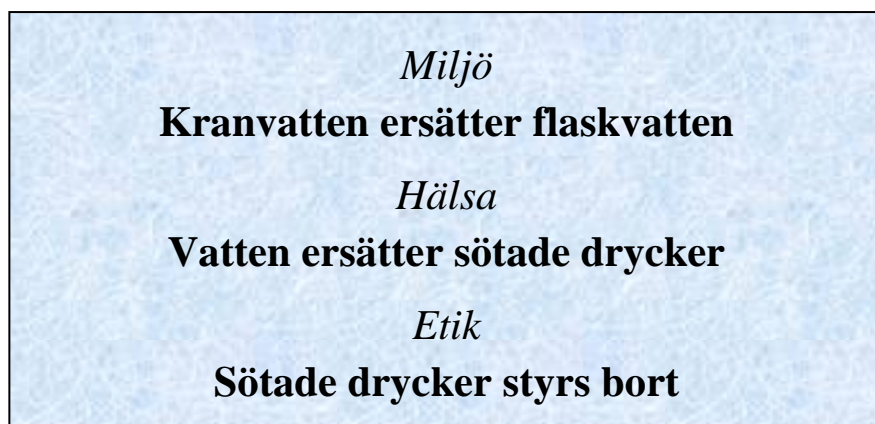 Miljö
Kranvatten ersätter flaskvatten
Hälsa
Vatten ersätter sötade drycker
Etik
Sötade drycker styrs bort